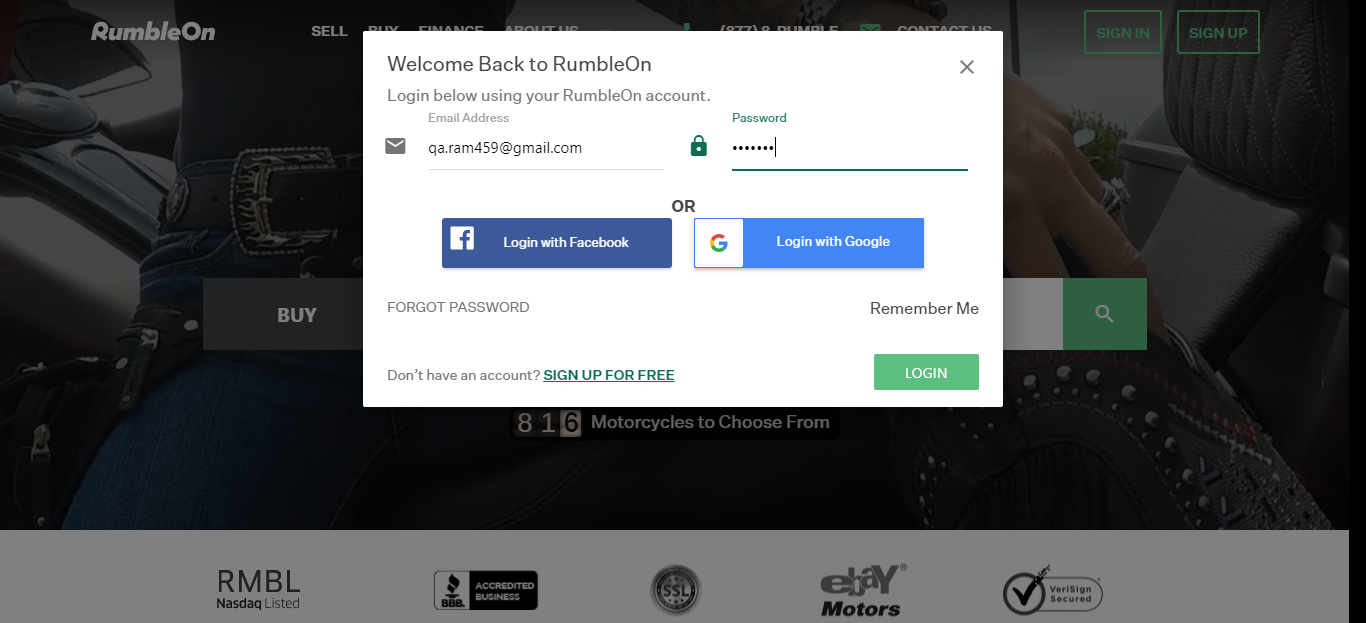 RumbleOn
SELL BUY FINANCE ABOUT US (877) 8-RUMBLE CONTACT US SIGN IN SIGN UP
Welcome Back to RumbleOn
Login below using your RumbleOn account.
Email Address Password
qa.ram459@gmail.com •••••••
OR
Login with Facebook Login with Google
BUY
FORGOT PASSWORD Remember Me
Don't have an account? SIGN UP FOR FREE LOGIN
816 Motorcycles to Choose From
RMBL
Nasdaq Listed
BBB.
ACCREDITED
BUSINESS
SSL
ebay®
Motors
VeriSign
Secured